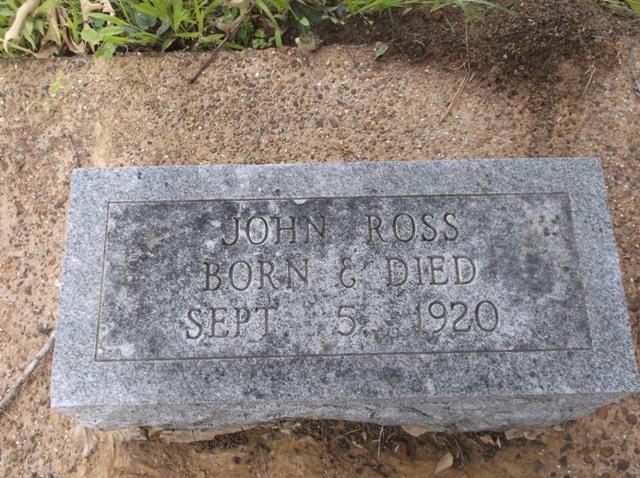 JOHN ROSS
BORN & DIED
SEPT 5, 1920